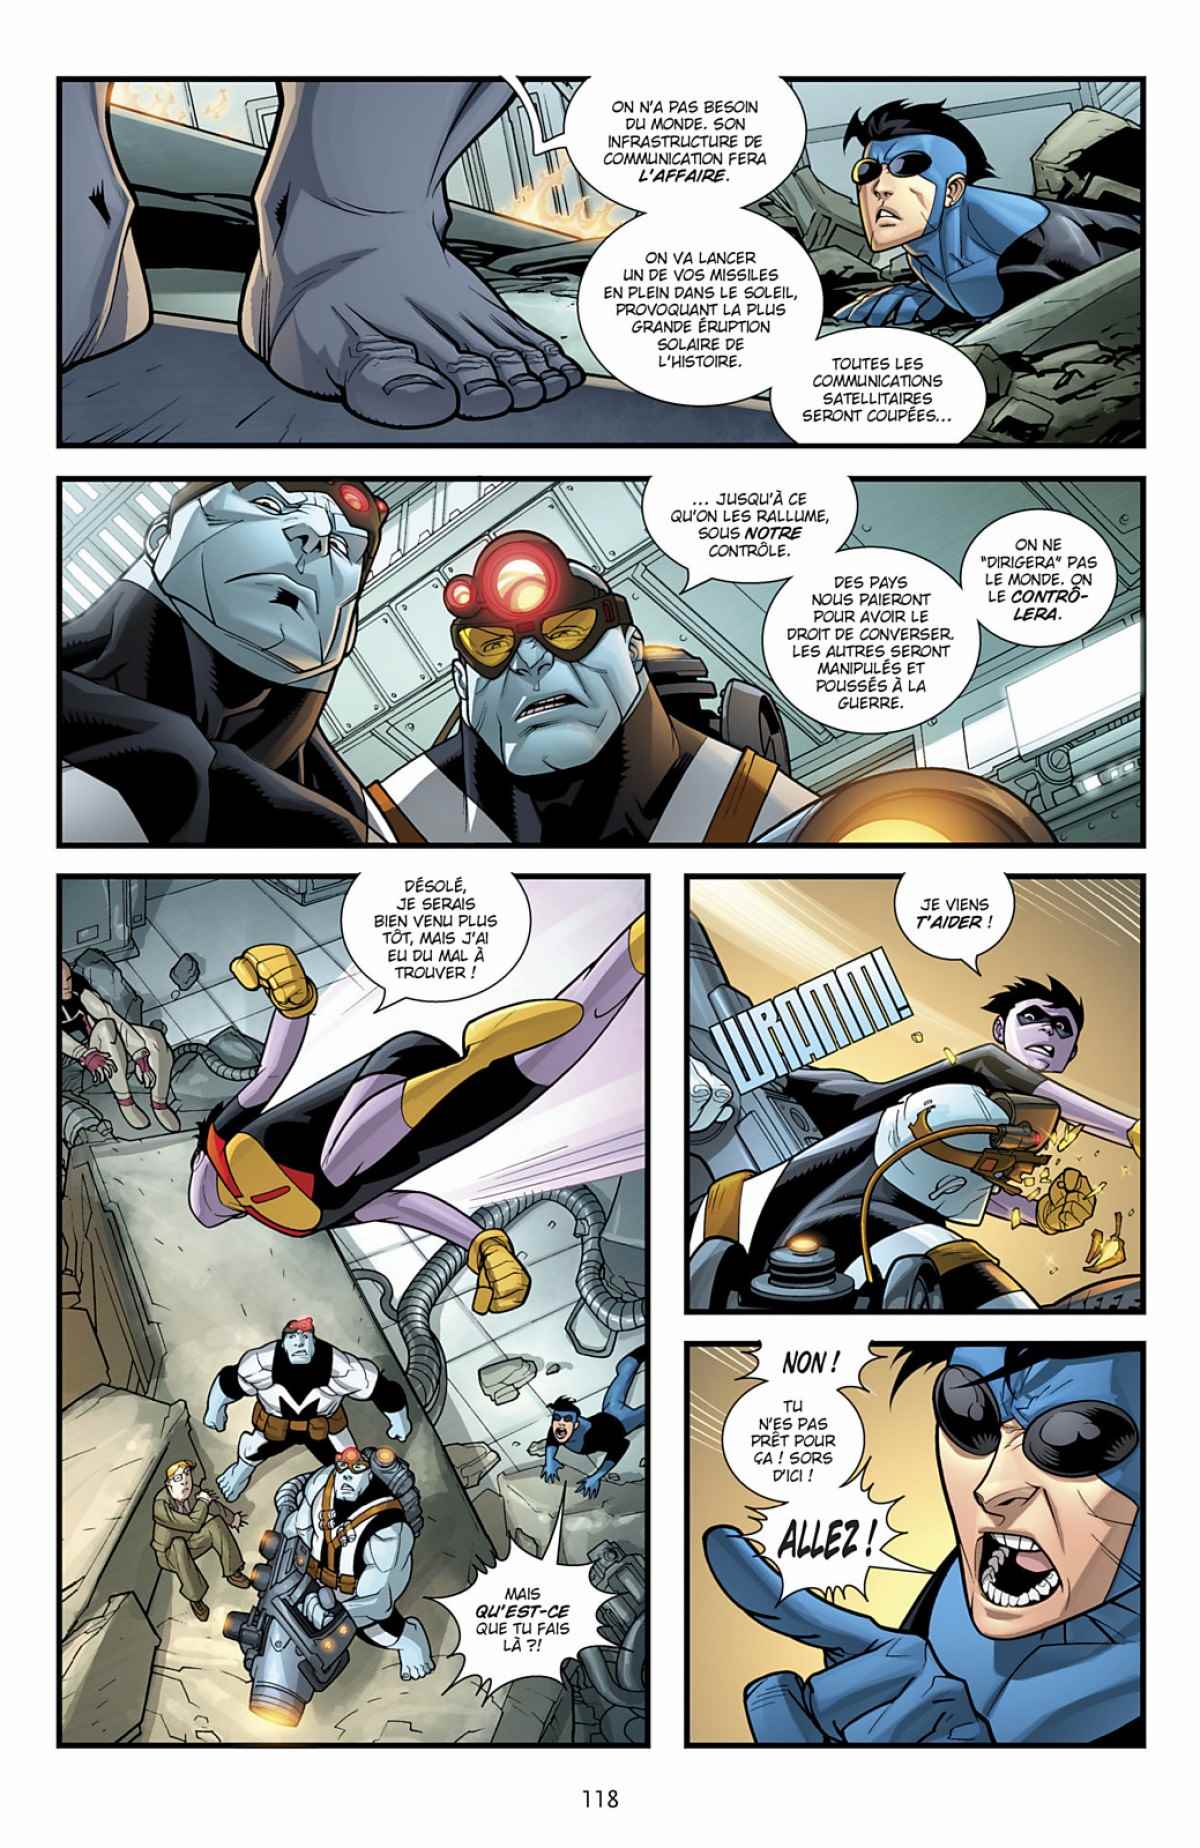 ON N'A PAS BESOIN
DU MONDE. SON
INFRASTRUCTURE DE
COMMUNICATION FERA
L'AFFAIRE.
ON VA LANCER
UN DE VOS MISSILES
EN PLEIN DANS LE SOLEIL,
PROVOQUANT LA PLUS
GRANDE ÉRUPTION
SOLAIRE DE
L'HISTOIRE.
TOUTES LES
COMMUNICATIONS
SATELLITAIRES
SERONT COUPÉES...
... JUSQU'À CE
QU'ON LES RALLUME,
SOUS NOTRE
CONTRÔLE.
DES PAYS
NOUS PAIERONT
POUR AVOIR LE
DROIT DE CONVERSER.
LES AUTRES SERONT
MANIPULÉS ET
POUSSÉS À LA
GUERRE.
ON NE
"DIRIGERA" PAS
LE MONDE. ON
LE CONTRÔ-
LERA.
DÉSOLÉ,
JE SERAIS
BIEN VENU PLUS
TÔT, MAIS J'AI
EU DU MAL À
TROUVER !
MAIS
QU'EST-CE
QUE TU FAIS
LÀ ?!
JE VIENS
T'AIDER !
WRAMM!
NON !
TU
N'ES PAS
PRÊT POUR
ÇA ! SORS
D'ICI !
ALLEZ !
118